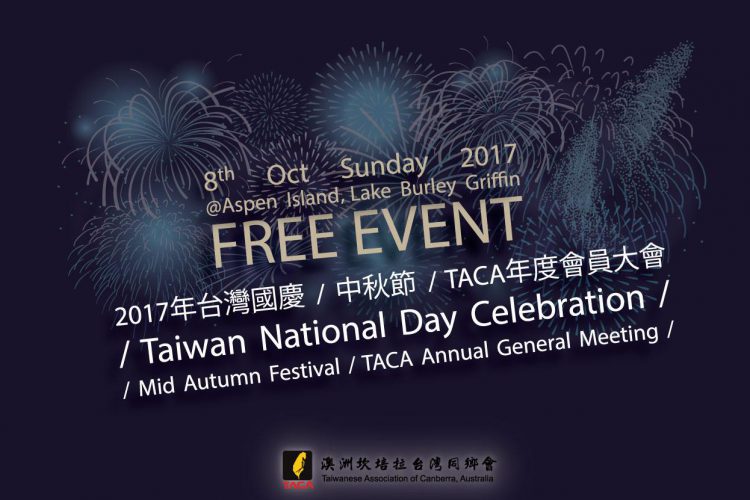 8th Oct Sunday 2017
@Aspen Island, Lake Burley Griffin
FREE EVENT
2017年台灣國慶 / 中秋節 / TACA年度會員大會
/ Taiwan National Day Celebration /
/ Mid Autumn Festival / TACA Annual General Meeting /
TACA
澳洲坎培拉台灣同鄉會
Taiwanese Association of Canberra, Australia